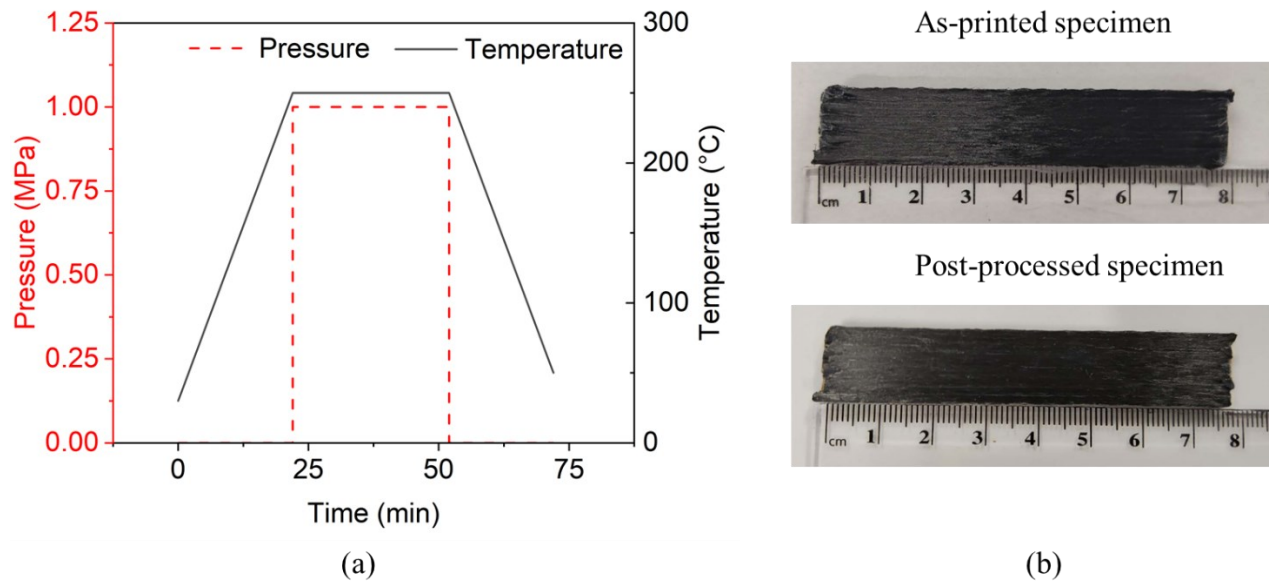 1.25
1.00
0.75
0.50
0.25
0.00
Pressure (MPa)
Pressure
Temperature
300
200
100
0
Temperature (°C)
0 25 50 75
Time (min)
(a)
As-printed specimen
cm 1 2 3 4 5 6 7 8
Post-processed specimen
cm 1 2 3 4 5 6 7 8
(b)